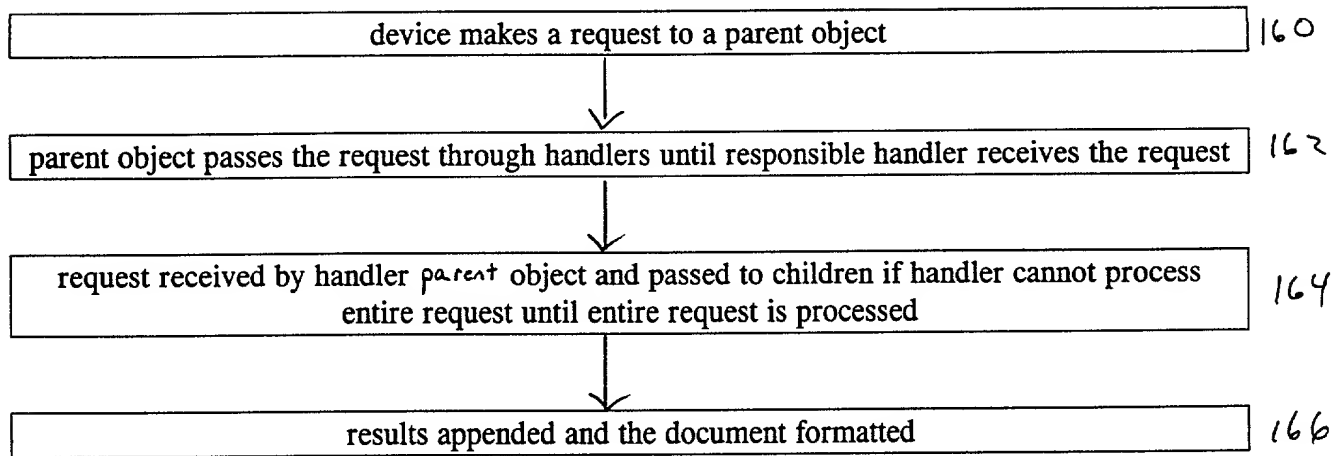 device makes a request to a parent object 160
parent object passes the request through handlers until responsible handler receives the request 162
request received by handler parent object and passed to children if handler cannot process
entire request until entire request is processed 164
results appended and the document formatted 166